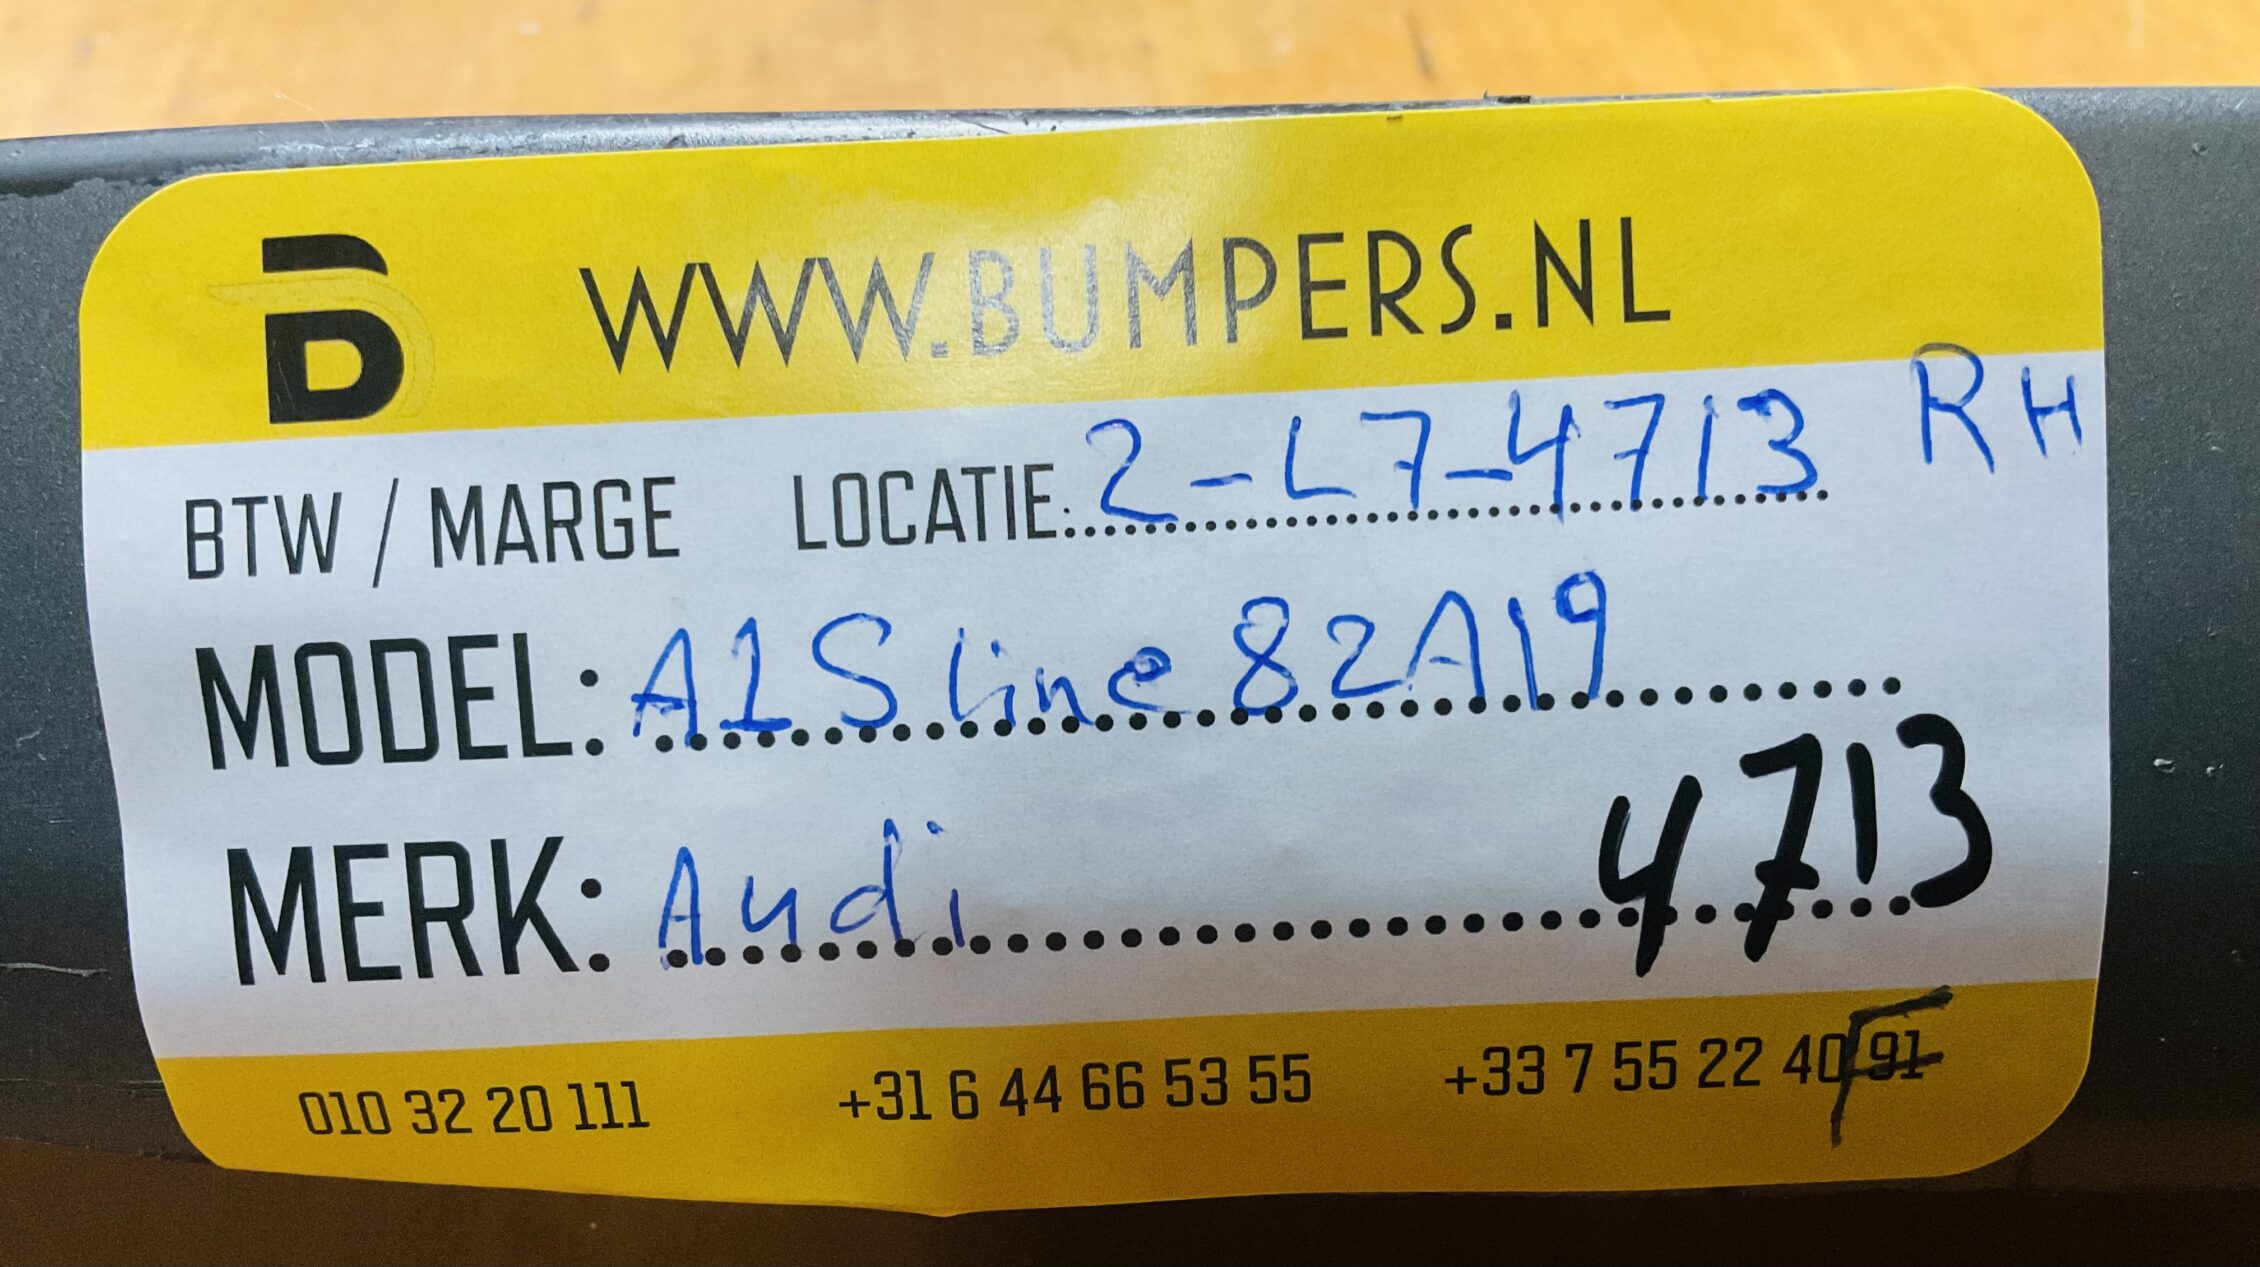 WWW.BUMPERS.NL
BTW / MARGE LOCATIE: 2-L7-4713 RH
MODEL: A1 S line 82A19
4713
MERK: Audi
010 32 20 111 +31 6 44 66 53 55 +33 7 55 22 40 91
F